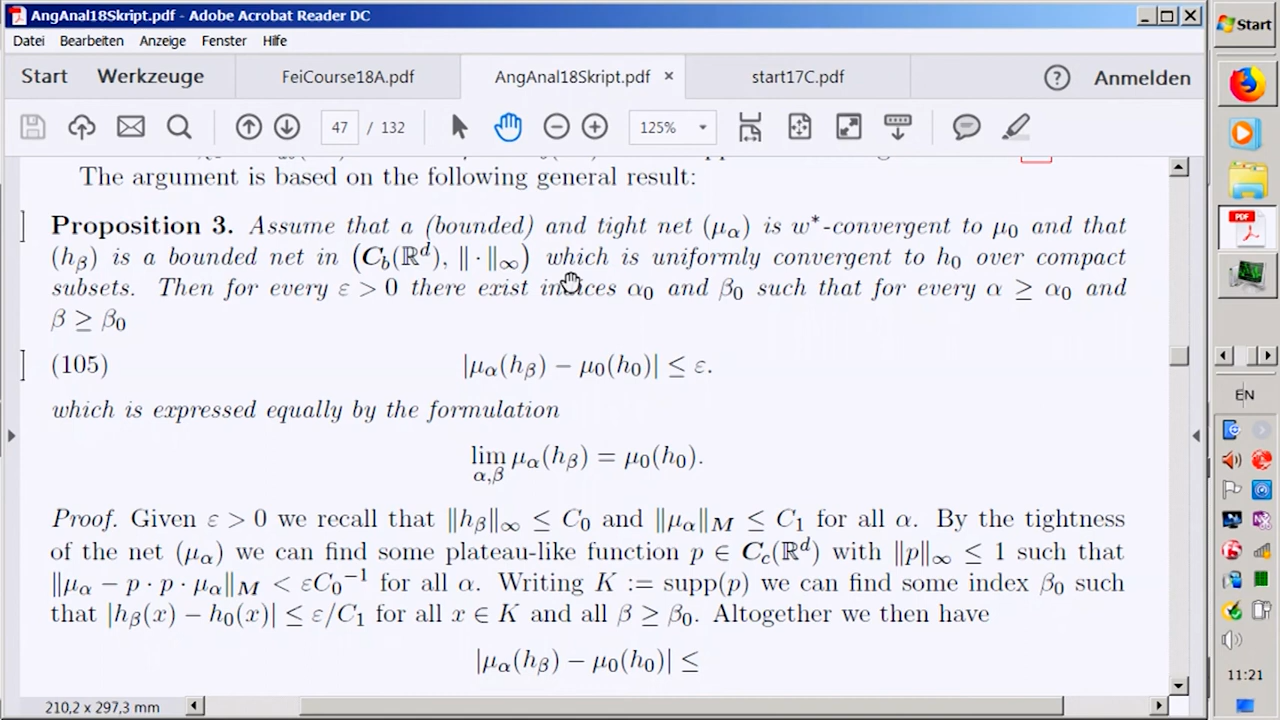 AngAnal18Skript.pdf - Adobe Acrobat Reader DC
Start
Datei Bearbeiten Anzeige Fenster Hilfe
Start Werkzeuge FeiCourse18A.pdf AngAnal18Skript.pdf × start17C.pdf ? Anmelden
47 / 132 125%
The argument is based on the following general result:
Proposition 3. Assume that a (bounded) and tight net (μα) is w*-convergent to μ0 and that
(hβ) is a bounded net in (Cb(ℝd), ‖·‖∞) which is uniformly convergent to h0 over compact
subsets. Then for every ε > 0 there exist indices α0 and β0 such that for every α ≥ α0 and
β ≥ β0
(105) |μα(hβ) − μ0(h0)| ≤ ε.
which is expressed equally by the formulation
lim μα(hβ) = μ0(h0).
α,β
Proof. Given ε > 0 we recall that ‖hβ‖∞ ≤ C0 and ‖μα‖M ≤ C1 for all α. By the tightness
of the net (μα) we can find some plateau-like function p ∈ Cc(ℝd) with ‖p‖∞ ≤ 1 such that
‖μα − p · p · μα‖M < εC0−1 for all α. Writing K := supp(p) we can find some index β0 such
that |hβ(x) − h0(x)| ≤ ε/C1 for all x ∈ K and all β ≥ β0. Altogether we then have
|μα(hβ) − μ0(h0)| ≤
210,2 x 297,3 mm
PDF
EN
11:21